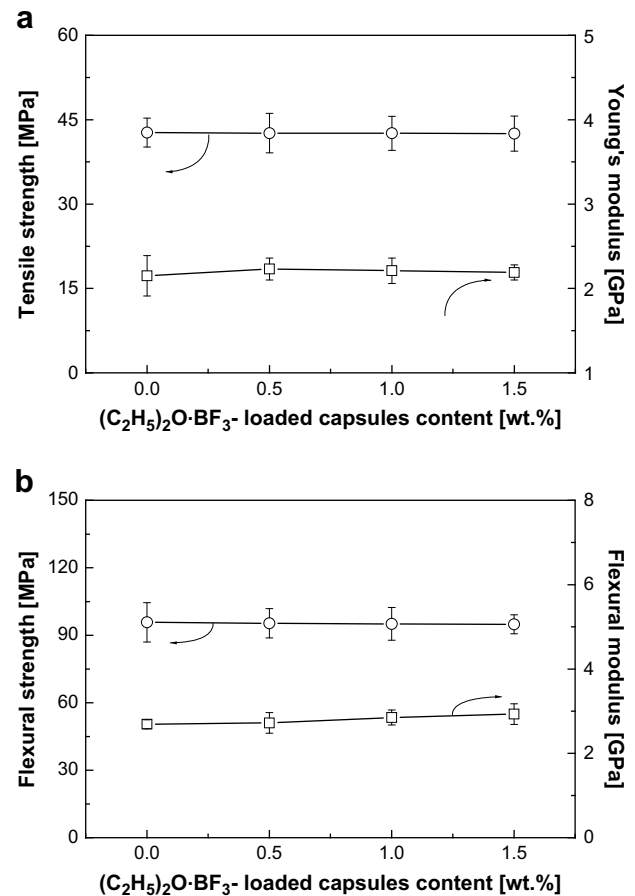 a
60
45
30
15
0
Tensile strength [MPa]
5
4
3
2
1
Young's modulus [GPa]
0.0 0.5 1.0 1.5
(C₂H₅)₂O·BF₃- loaded capsules content [wt.%]
b
150
120
90
60
30
0
Flexural strength [MPa]
8
6
4
2
0
Flexural modulus [GPa]
0.0 0.5 1.0 1.5
(C₂H₅)₂O·BF₃- loaded capsules content [wt.%]